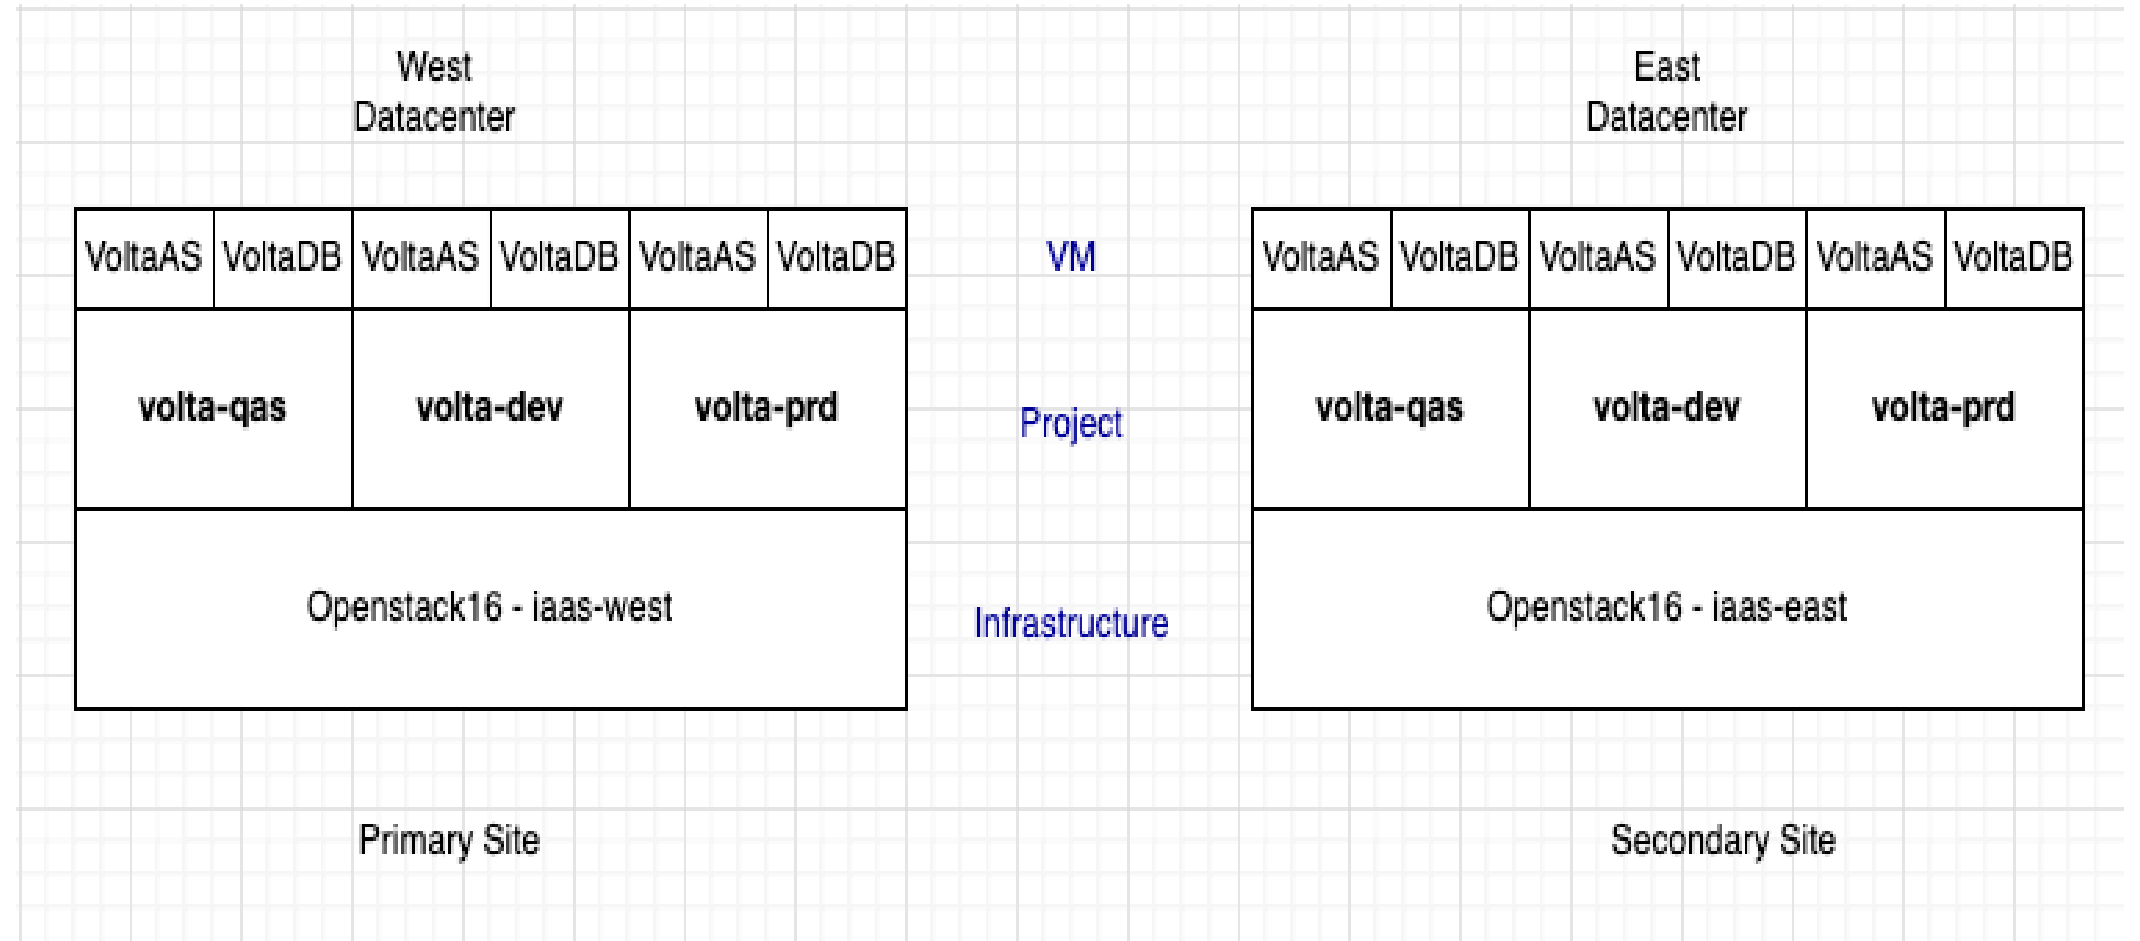 West
Datacenter
East
Datacenter
VoltaAS VoltaDB VoltaAS VoltaDB VoltaAS VoltaDB
VM
VoltaAS VoltaDB VoltaAS VoltaDB VoltaAS VoltaDB
volta-qas volta-dev volta-prd
Project
volta-qas volta-dev volta-prd
Openstack16 - iaas-west
Infrastructure
Openstack16 - iaas-east
Primary Site
Secondary Site